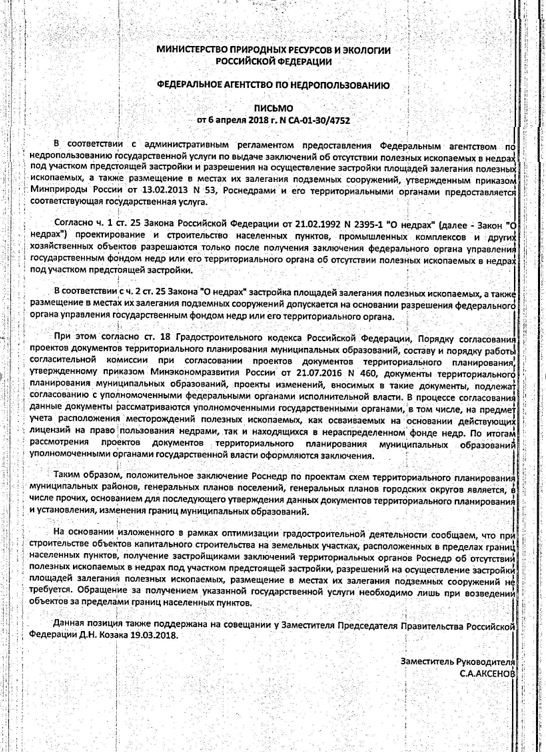 МИНИСТЕРСТВО ПРИРОДНЫХ РЕСУРСОВ И ЭКОЛОГИИ
РОССИЙСКОЙ ФЕДЕРАЦИИ
ФЕДЕРАЛЬНОЕ АГЕНТСТВО ПО НЕДРОПОЛЬЗОВАНИЮ
ПИСЬМО
от 6 апреля 2018 г. N СА-01-30/4752
В соответствии с административным регламентом предоставления Федеральным агентством по
недропользованию государственной услуги по выдаче заключений об отсутствии полезных ископаемых в недрах
под участком предстоящей застройки и разрешения на осуществление застройки площадей залегания полезных
ископаемых, а также размещение в местах их залегания подземных сооружений, утвержденным приказом
Минприроды России от 13.02.2013 N 53, Роснедрами и его территориальными органами предоставляется
соответствующая государственная услуга.
Согласно ч. 1 ст. 25 Закона Российской Федерации от 21.02.1992 N 2395-1 "О недрах" (далее - Закон "О
недрах") проектирование и строительство населенных пунктов, промышленных комплексов и других
хозяйственных объектов разрешаются только после получения заключения федерального органа управления
государственным фондом недр или его территориального органа об отсутствии полезных ископаемых в недрах
под участком предстоящей застройки.
В соответствии с ч. 2 ст. 25 Закона "О недрах" застройка площадей залегания полезных ископаемых, а также
размещение в местах их залегания подземных сооружений допускается на основании разрешения федерального
органа управления государственным фондом недр или его территориального органа.
При этом согласно ст. 18 Градостроительного кодекса Российской Федерации, Порядку согласования
проектов документов территориального планирования муниципальных образований, составу и порядку работы
согласительной комиссии при согласовании проектов документов территориального планирования,
утвержденному приказом Минэкономразвития России от 21.07.2016 N 460, документы территориального
планирования муниципальных образований, проекты изменений, вносимых в такие документы, подлежат
согласованию с уполномоченными федеральными органами исполнительной власти. В процессе согласования
данные документы рассматриваются уполномоченными государственными органами, в том числе, на предмет
учета расположения месторождений полезных ископаемых, как осваиваемых на основании действующих
лицензий на право пользования недрами, так и находящихся в нераспределенном фонде недр. По итогам
рассмотрения проектов документов территориального планирования муниципальных образований
уполномоченными органами государственной власти оформляются заключения.
Таким образом, положительное заключение Роснедр по проектам схем территориального планирования
муниципальных районов, генеральных планов поселений, генеральных планов городских округов является, в
числе прочих, основанием для последующего утверждения данных документов территориального планирования
и установления, изменения границ муниципальных образований.
На основании изложенного в рамках оптимизации градостроительной деятельности сообщаем, что при
строительстве объектов капитального строительства на земельных участках, расположенных в пределах границ
населенных пунктов, получение застройщиками заключений территориальных органов Роснедр об отсутствии
полезных ископаемых в недрах под участком предстоящей застройки, разрешений на осуществление застройки
площадей залегания полезных ископаемых, размещение в местах их залегания подземных сооружений не
требуется. Обращение за получением указанной государственной услуги необходимо лишь при возведении
объекты за пределами границ населенных пунктов.
Данная позиция также поддержана на совещании у Заместителя Председателя Правительства Российской
Федерации Д.Н. Козака 19.03.2018.
Заместитель Руководителя
С.А.АКСЕНОВ